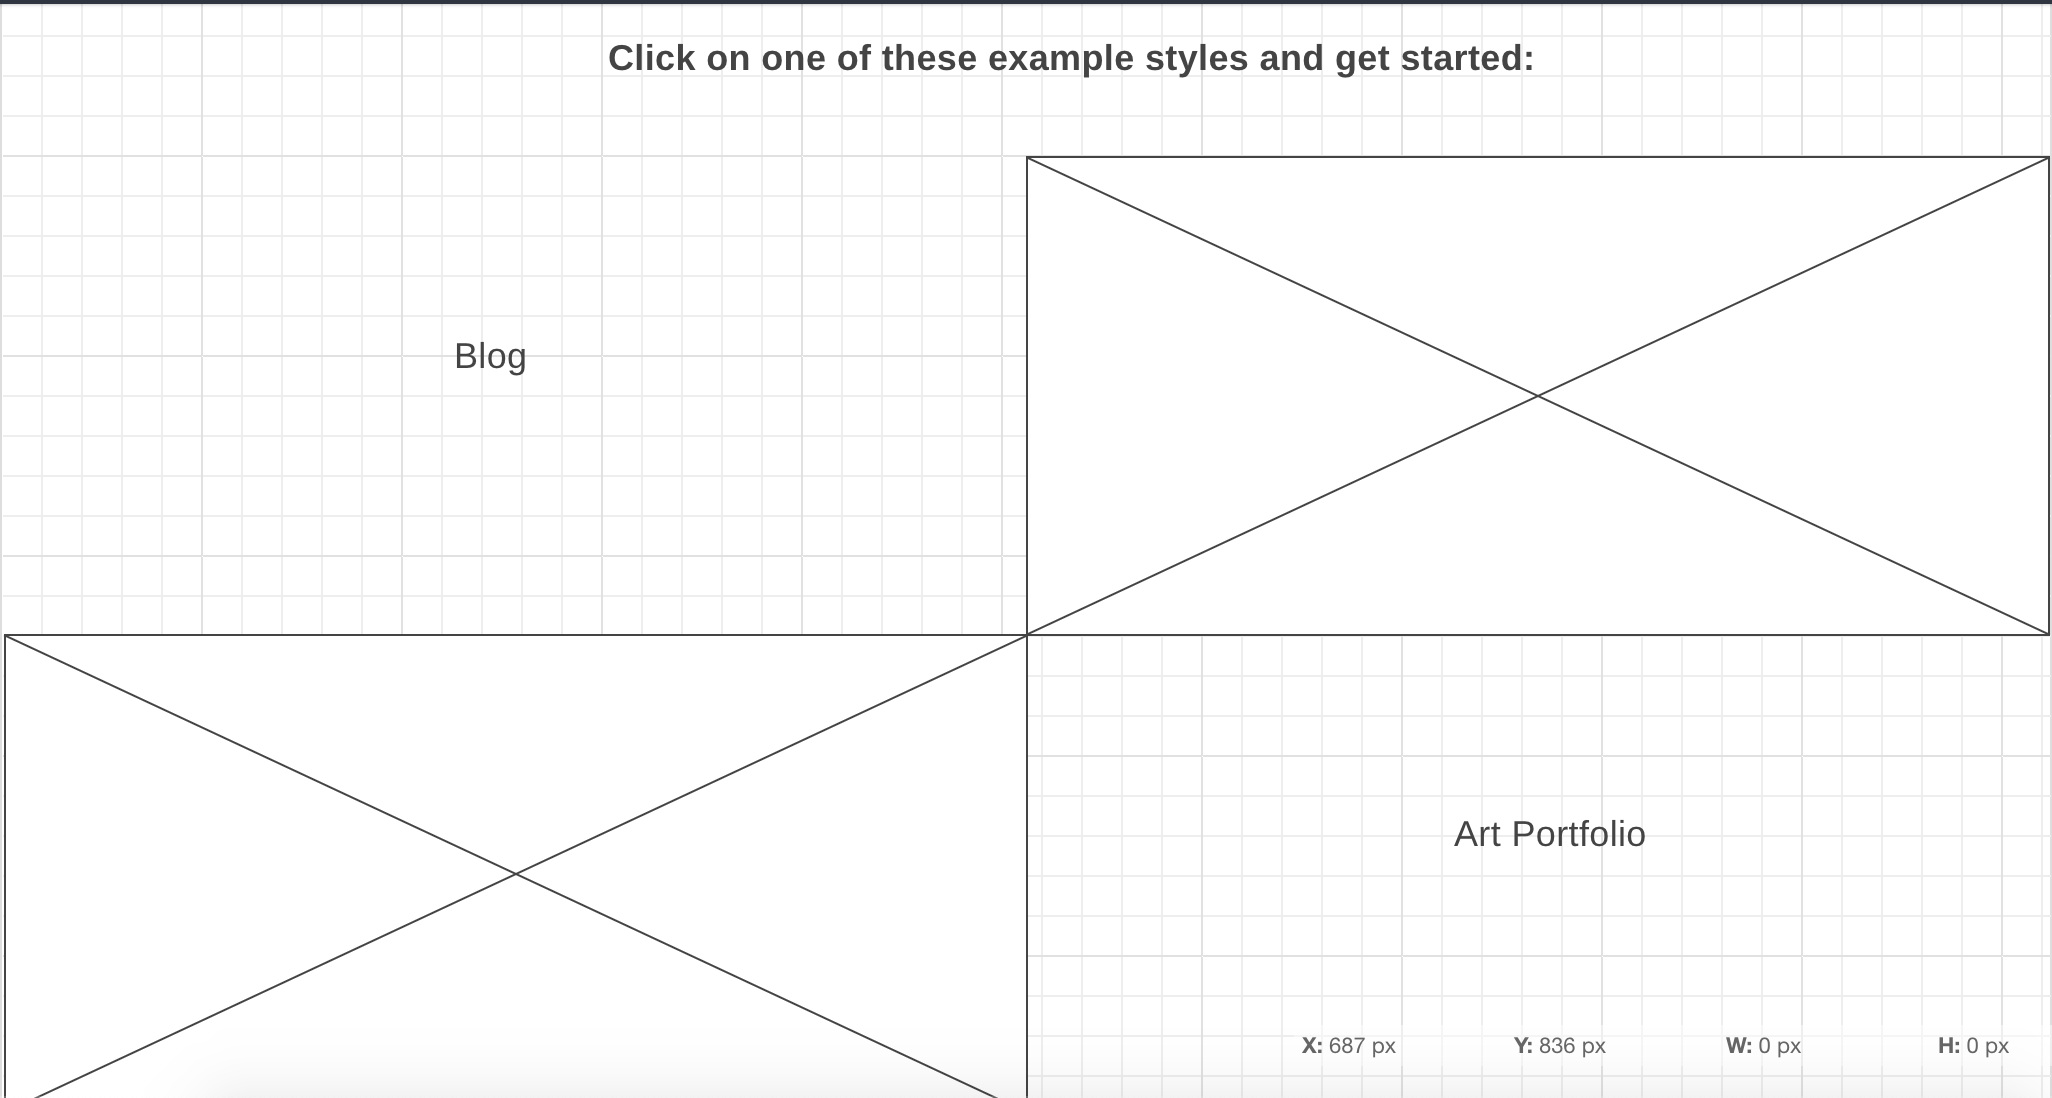 Click on one of these example styles and get started:
Blog
Art Portfolio
X: 687 px Y: 836 px W: 0 px H: 0 px